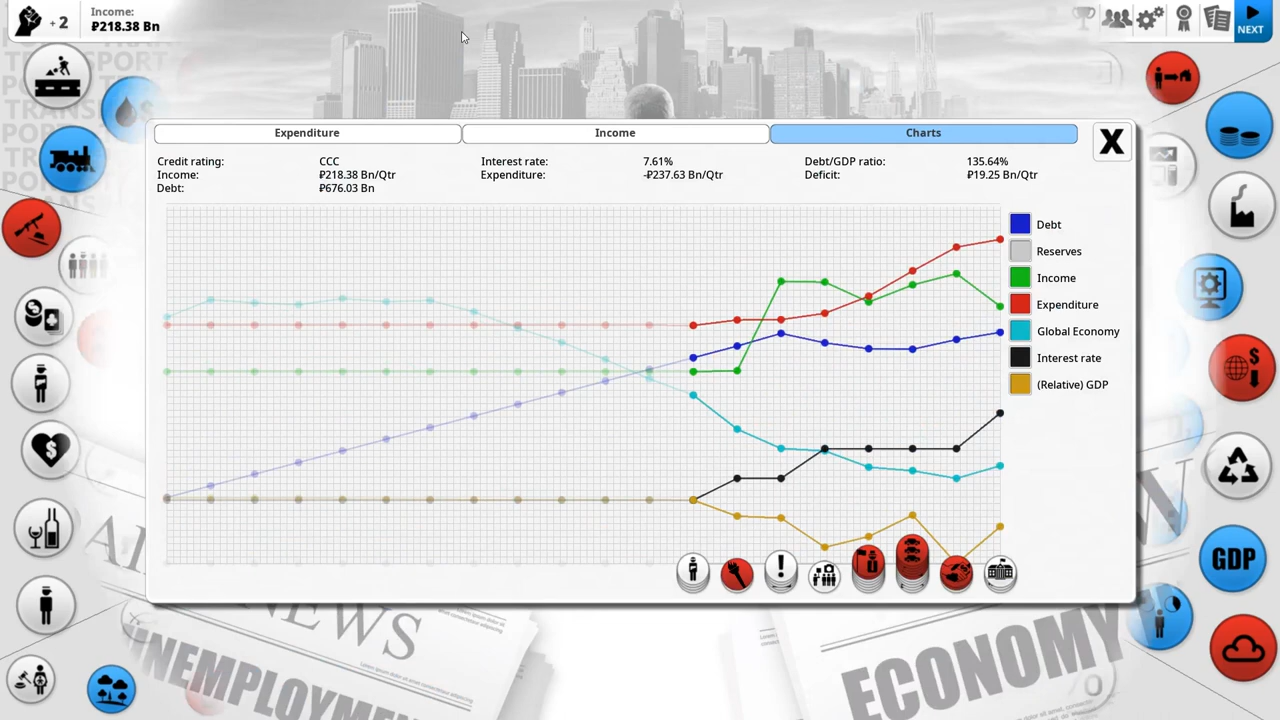 + 2
Income:
₽218.38 Bn
NEXT
TRANSPORT
Expenditure
Income
Charts
X
Credit rating:
CCC
Interest rate:
7.61%
Debt/GDP ratio:
135.64%
Income:
₽218.38 Bn/Qtr
Expenditure:
-₽237.63 Bn/Qtr
Deficit:
₽19.25 Bn/Qtr
Debt:
₽676.03 Bn
Debt
Reserves
Income
Expenditure
Global Economy
Interest rate
(Relative) GDP
GDP
NEWS
ECONOMY